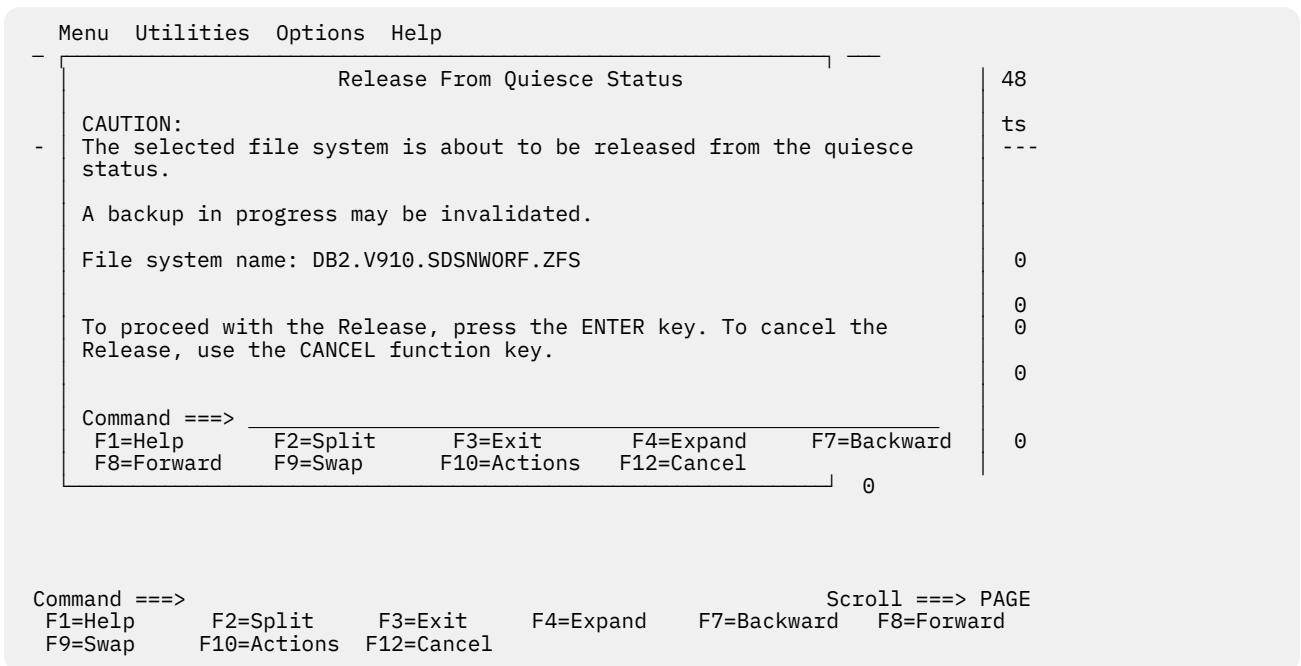 Menu  Utilities  Options  Help
Release From Quiesce Status 48
CAUTION: ts
- The selected file system is about to be released from the quiesce ---
status.
A backup in progress may be invalidated.
File system name: DB2.V910.SDSNWORF.ZFS 0
0
To proceed with the Release, press the ENTER key. To cancel the 0
Release, use the CANCEL function key.
0
Command ===>
F1=Help F2=Split F3=Exit F4=Expand F7=Backward 0
F8=Forward F9=Swap F10=Actions F12=Cancel
0
Command ===> Scroll ===> PAGE
F1=Help F2=Split F3=Exit F4=Expand F7=Backward F8=Forward
F9=Swap F10=Actions F12=Cancel